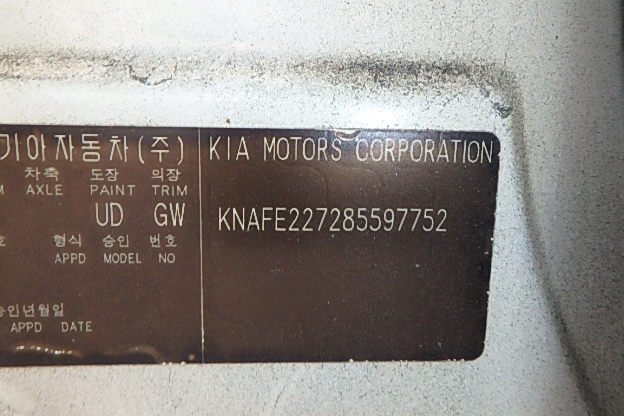 기아자동차(주) KIA MOTORS CORPORATION
차축 도장 의장
AXLE PAINT TRIM
UD GW
KNAFE227285597752
형식 승인 번호
APPD MODEL NO
승인년월일
APPD DATE